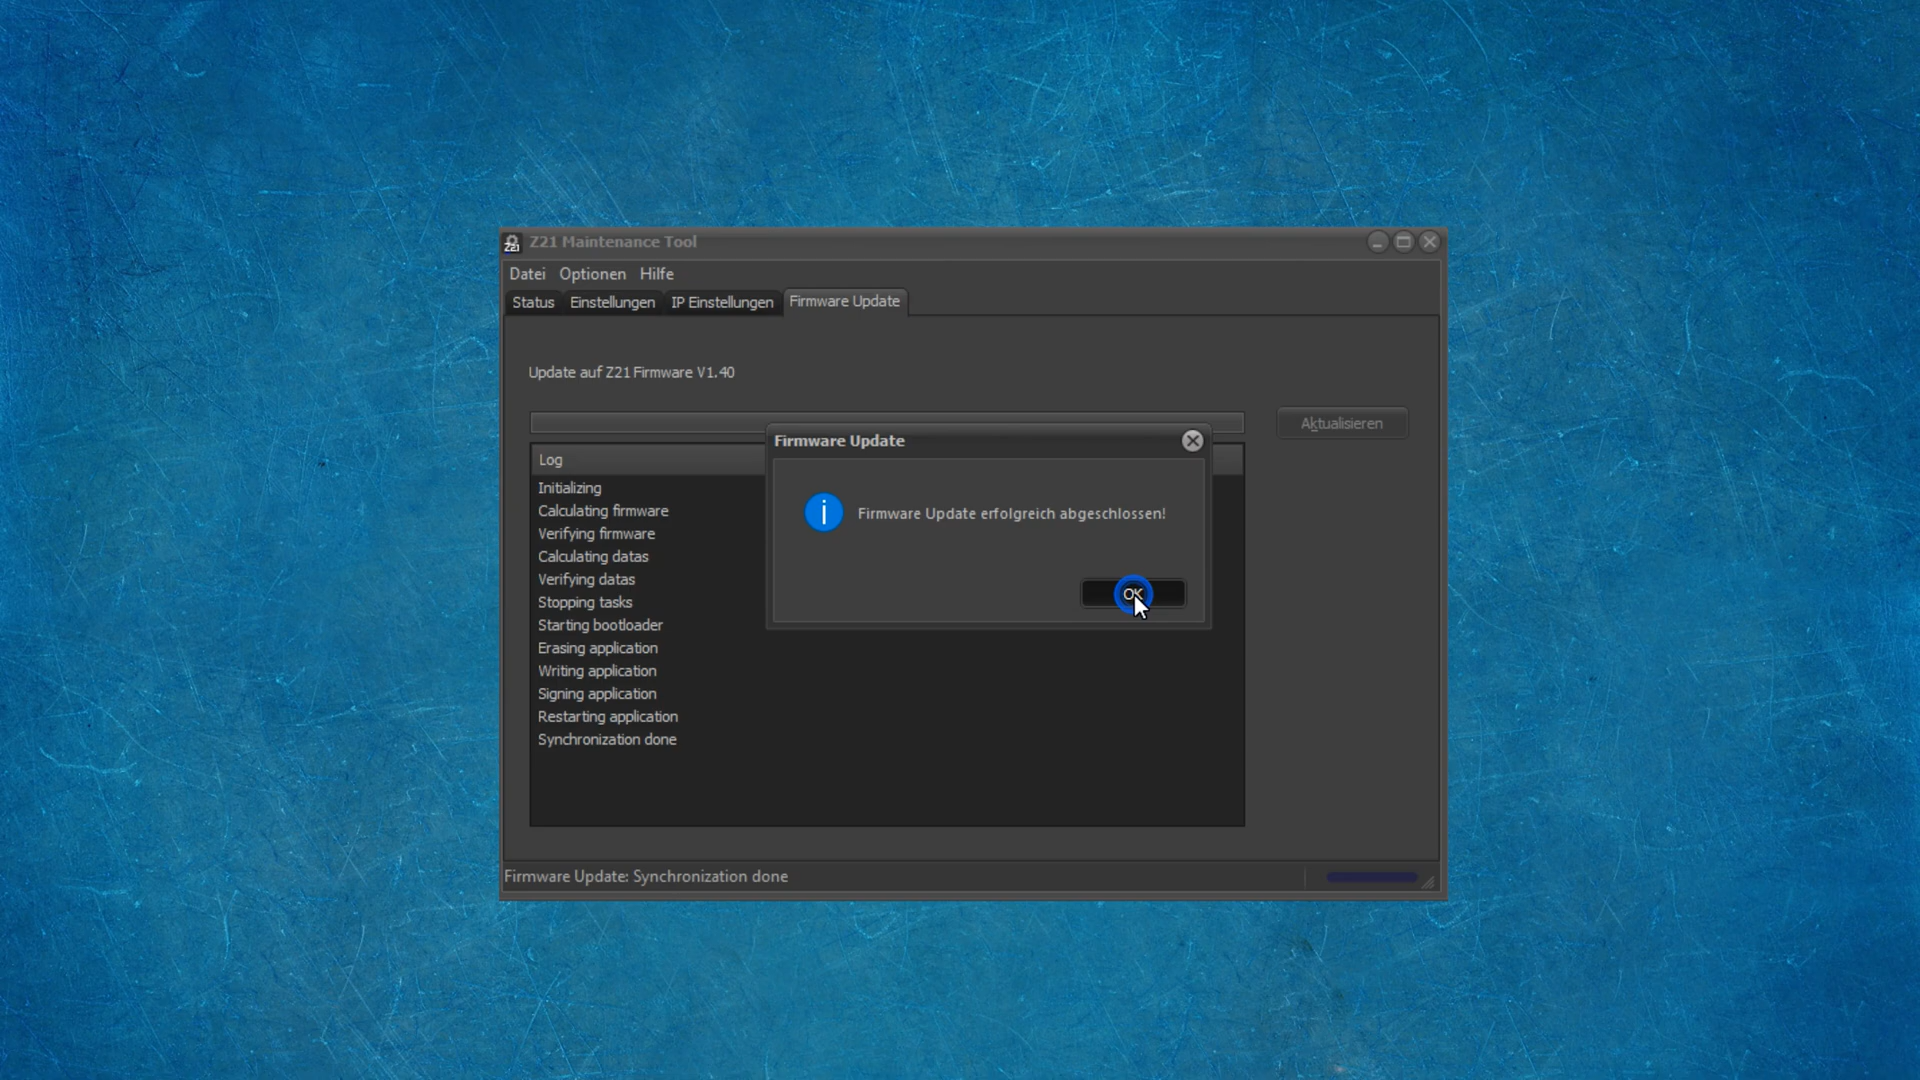 Z21 Z21 Maintenance Tool
Datei Optionen Hilfe
Status Einstellungen IP Einstellungen Firmware Update
Update auf Z21 Firmware V1.40
Aktualisieren
Log
Initializing
Calculating firmware
Verifying firmware
Calculating datas
Verifying datas
Stopping tasks
Starting bootloader
Erasing application
Writing application
Signing application
Restarting application
Synchronization done
Firmware Update
Firmware Update erfolgreich abgeschlossen!
OK
Firmware Update: Synchronization done